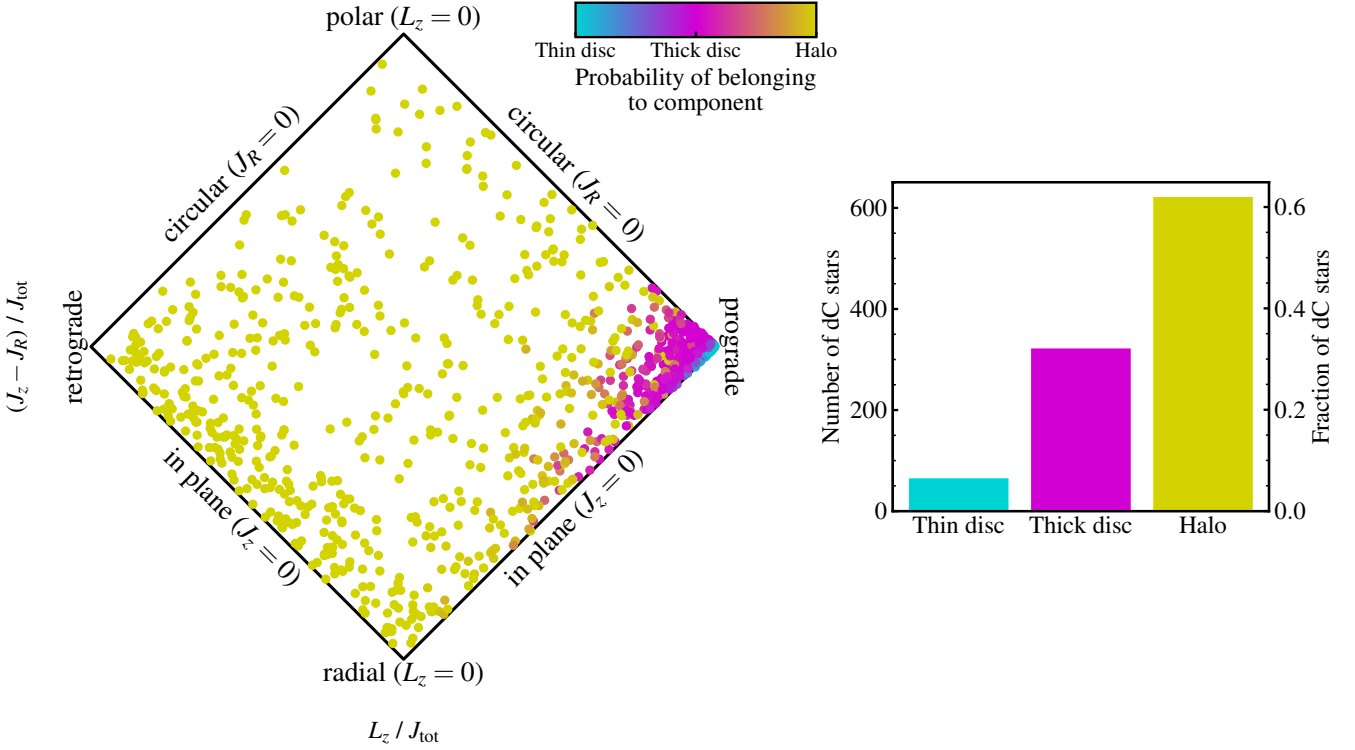 polar (L_z = 0)
Thin disc
Thick disc
Halo
Probability of belonging
to component
circular (J_R = 0)
circular (J_R = 0)
(J_z − J_R) / J_tot
retrograde
0
prograde
in plane (J_z = 0)
in plane (J_z = 0)
radial (L_z = 0)
L_z / J_tot
Number of dC stars
600
400
200
0
Thin disc
Thick disc
Halo
0.6
0.4
0.2
0.0
Fraction of dC stars